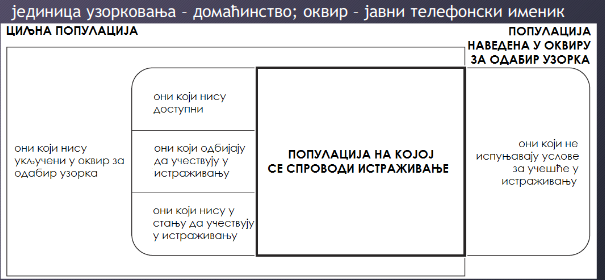 јединица узорковања - домаћинство; оквир - јавни телефонски именик
ЦИЉНА ПОПУЛАЦИЈА
ПОПУЛАЦИЈА
НАВЕДЕНА У ОКВИРУ
ЗА ОДАБИР УЗОРКА
они који нису
укључени у оквир за
одабир узорка
они који нису
доступни
они који одбијају
да учествују у
истраживању
они који нису у
стању да учествују
у истраживању
ПОПУЛАЦИЈА НА КОЈОЈ
СЕ СПРОВОДИ ИСТРАЖИВАЊЕ
они који не
испуњавају услове
за учешће у
истраживању